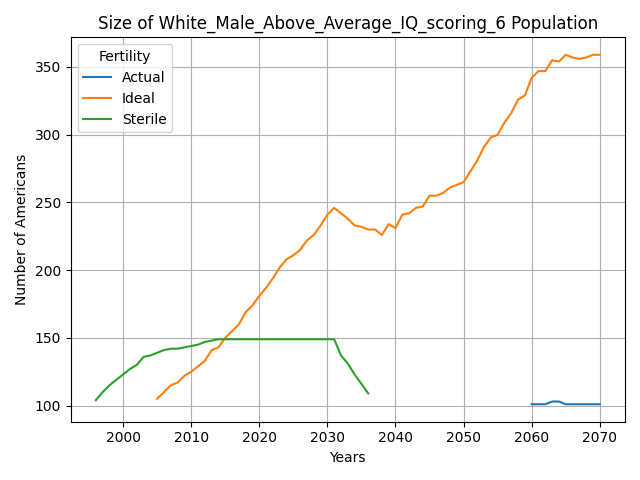 Size of White_Male_Above_Average_IQ_scoring_6 Population
Fertility
Actual
Ideal
Sterile
Number of Americans
350
300
250
200
150
100
2000
2010
2020
2030
2040
2050
2060
2070
Years